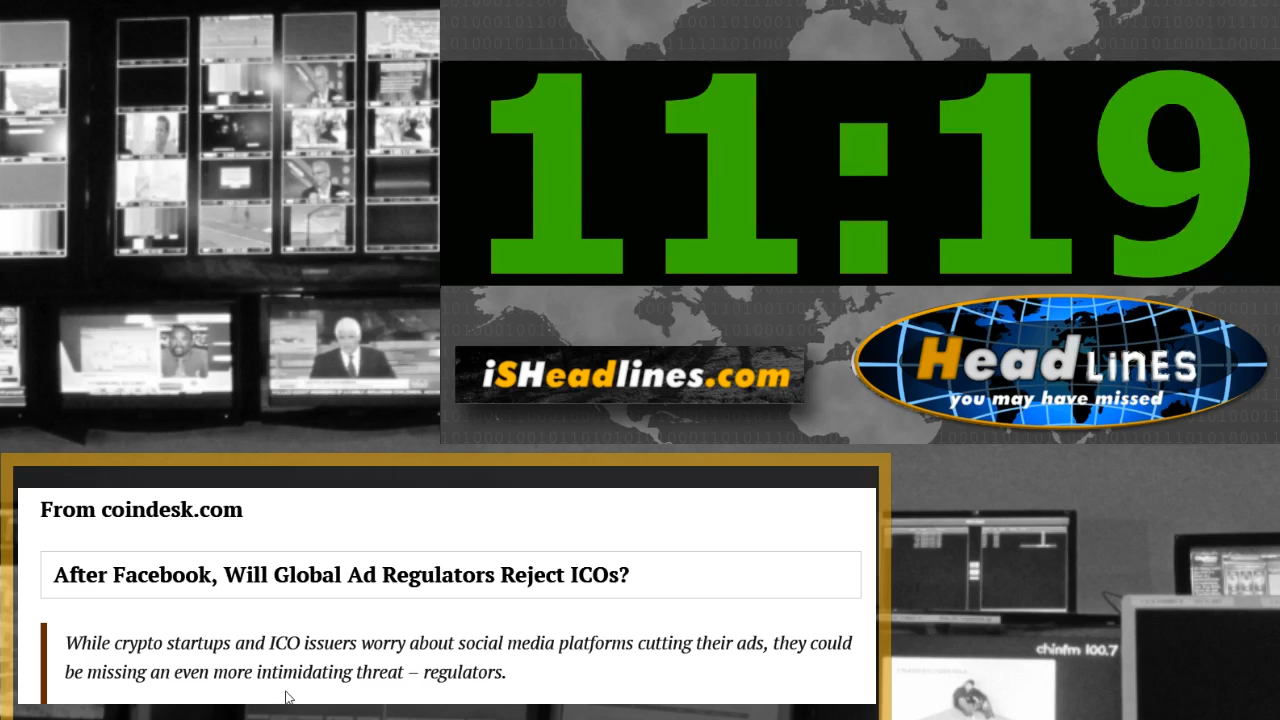 11:19
iSHeadlines.com
HeadLINES
you may have missed
From coindesk.com
After Facebook, Will Global Ad Regulators Reject ICOs?
While crypto startups and ICO issuers worry about social media platforms cutting their ads, they could
be missing an even more intimidating threat – regulators.
chinfm 100.7